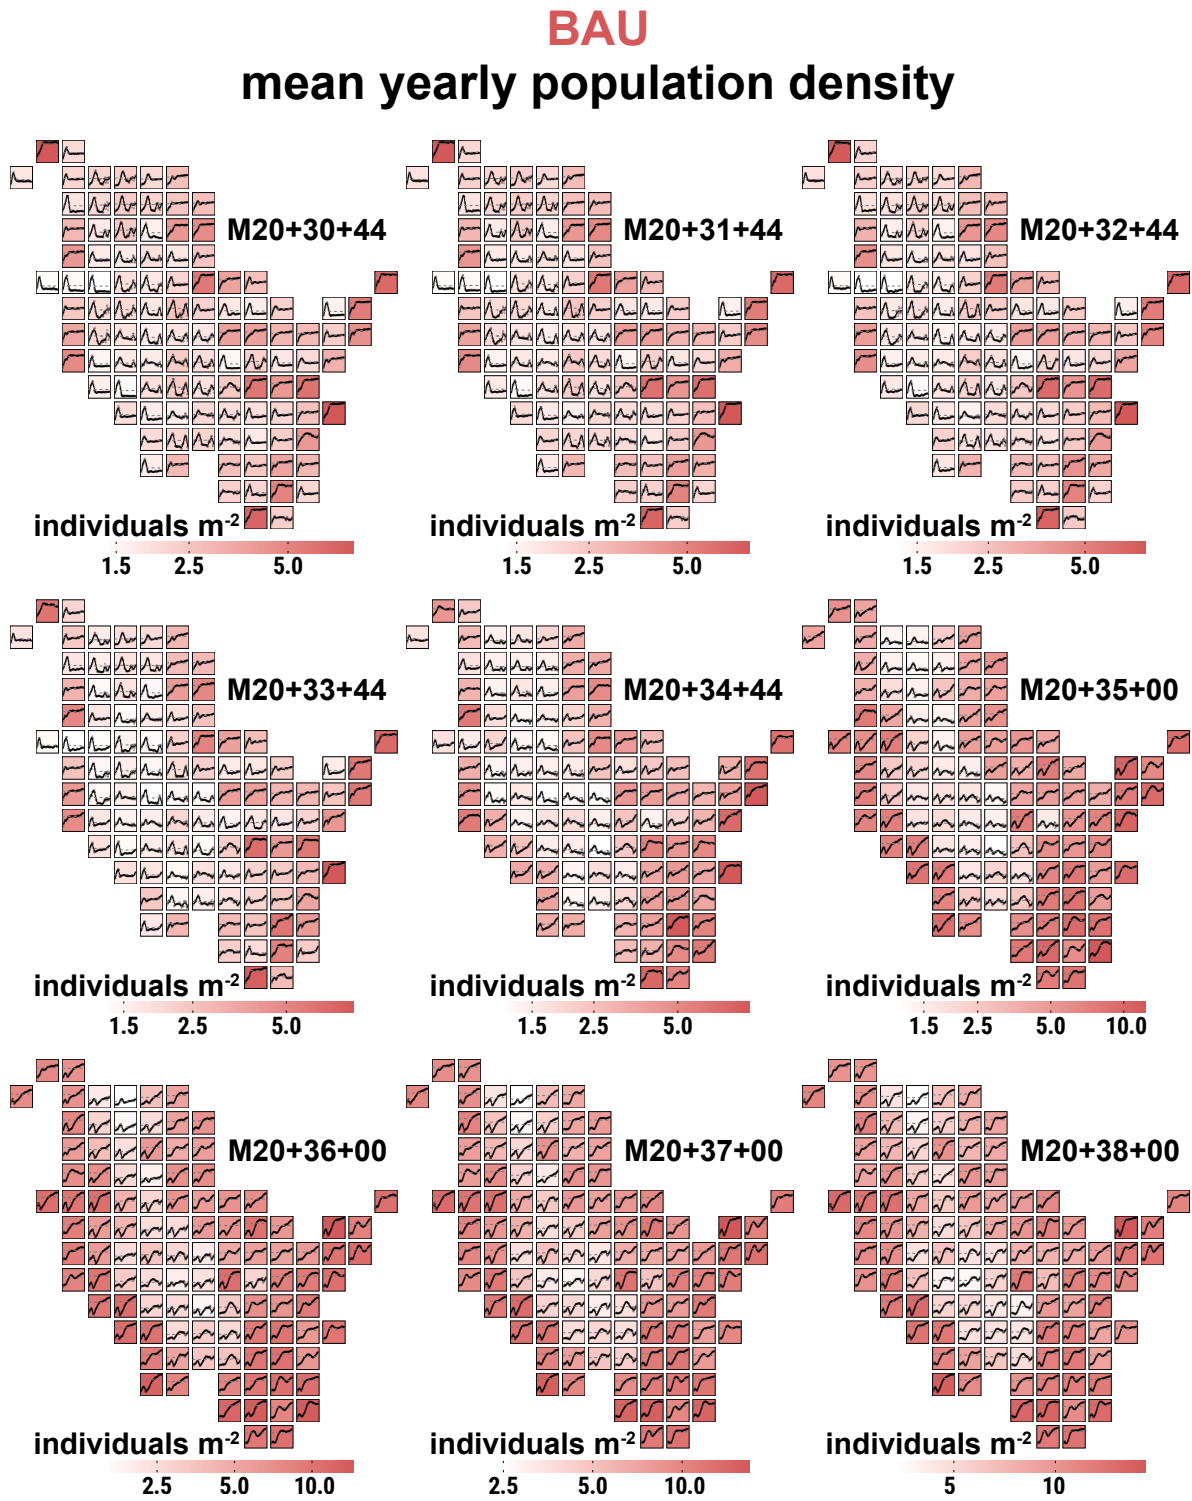 BAU
mean yearly population density
M20+30+44
M20+31+44
M20+32+44
individuals m-2
individuals m-2
individuals m-2
1.5 2.5 5.0
1.5 2.5 5.0
1.5 2.5 5.0
M20+33+44
M20+34+44
M20+35+00
individuals m-2
individuals m-2
individuals m-2
1.5 2.5 5.0
1.5 2.5 5.0
1.5 2.5 5.0 10.0
M20+36+00
M20+37+00
M20+38+00
individuals m-2
individuals m-2
individuals m-2
2.5 5.0 10.0
2.5 5.0 10.0
5 10